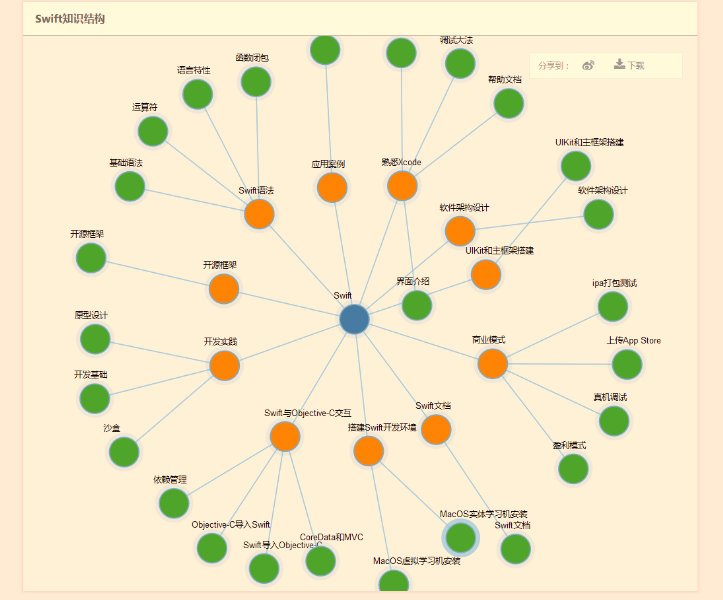 Swift知识结构
分享到：
下载
调试大法
函数闭包
语言特性
帮助文档
运算符
UIKit和主框架搭建
基础语法
应用案例
熟悉Xcode
Swift语法
软件架构设计
软件架构设计
开源框架
UIKit和主框架搭建
开源框架
界面介绍
ipa打包测试
Swift
原型设计
开发实践
商业模式
上传App Store
开发基础
真机调试
Swift文档
Swift与Objective-C交互
搭建Swift开发环境
沙盒
盈利模式
依赖管理
MacOS实体学习机安装
Objective-C导入Swift
Swift文档
CoreData和MVC
Swift导入Objective-C
MacOS虚拟学习机安装